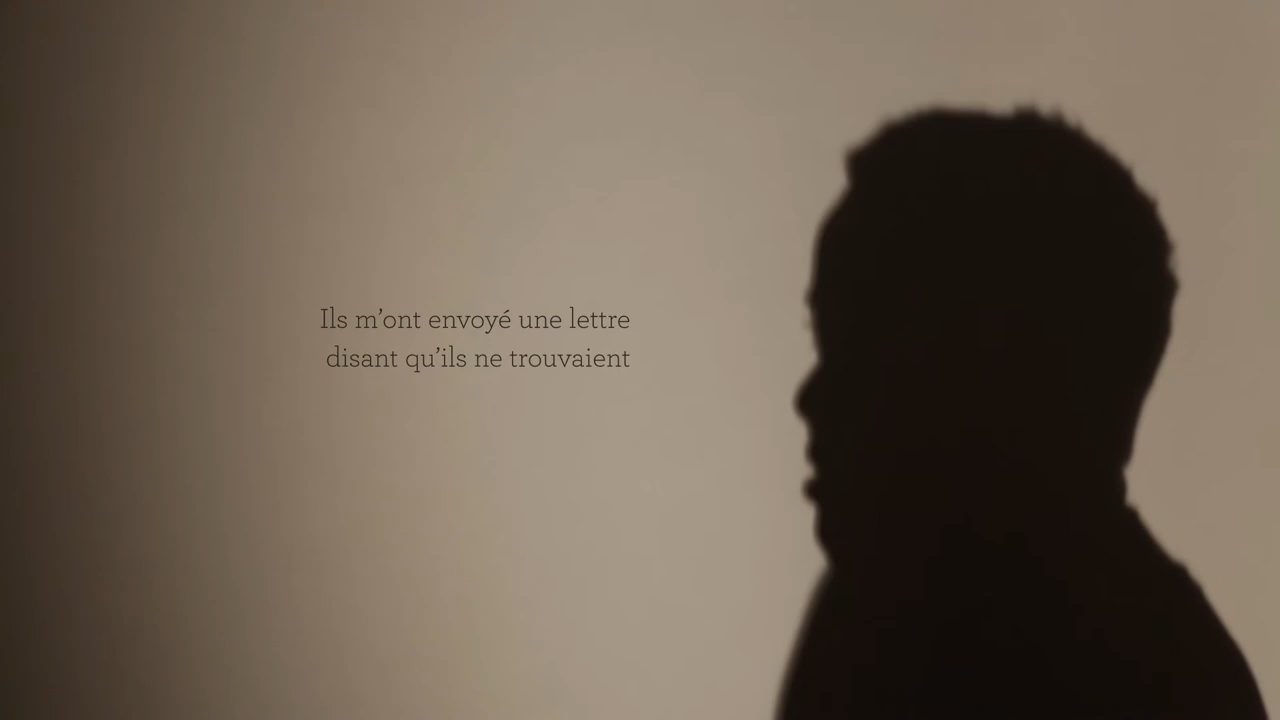 Ils m’ont envoyé une lettre
disant qu’ils ne trouvaient